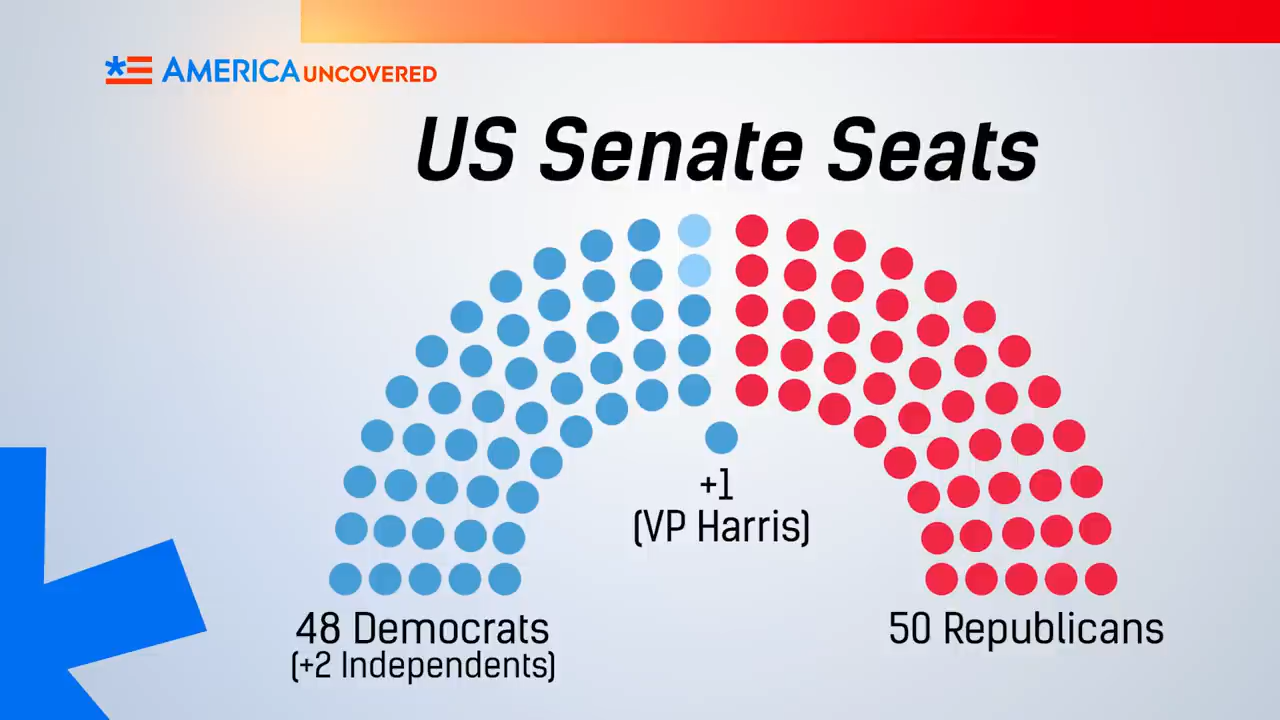 AMERICA UNCOVERED
US Senate Seats
+1
(VP Harris)
48 Democrats
(+2 Independents)
50 Republicans